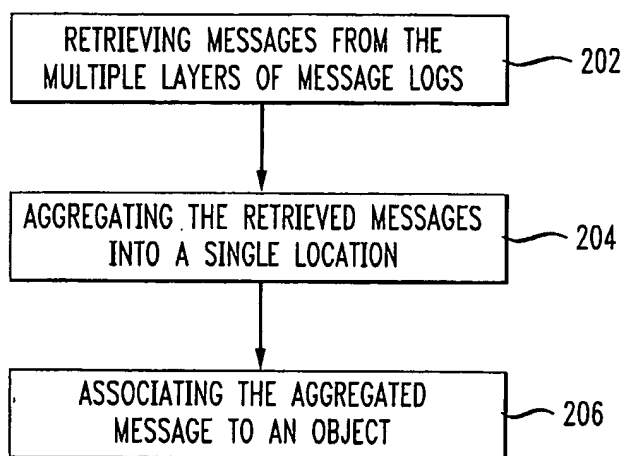 RETRIEVING MESSAGES FROM THE
MULTIPLE LAYERS OF MESSAGE LOGS
202
AGGREGATING THE RETRIEVED MESSAGES
INTO A SINGLE LOCATION
204
ASSOCIATING THE AGGREGATED
MESSAGE TO AN OBJECT
206